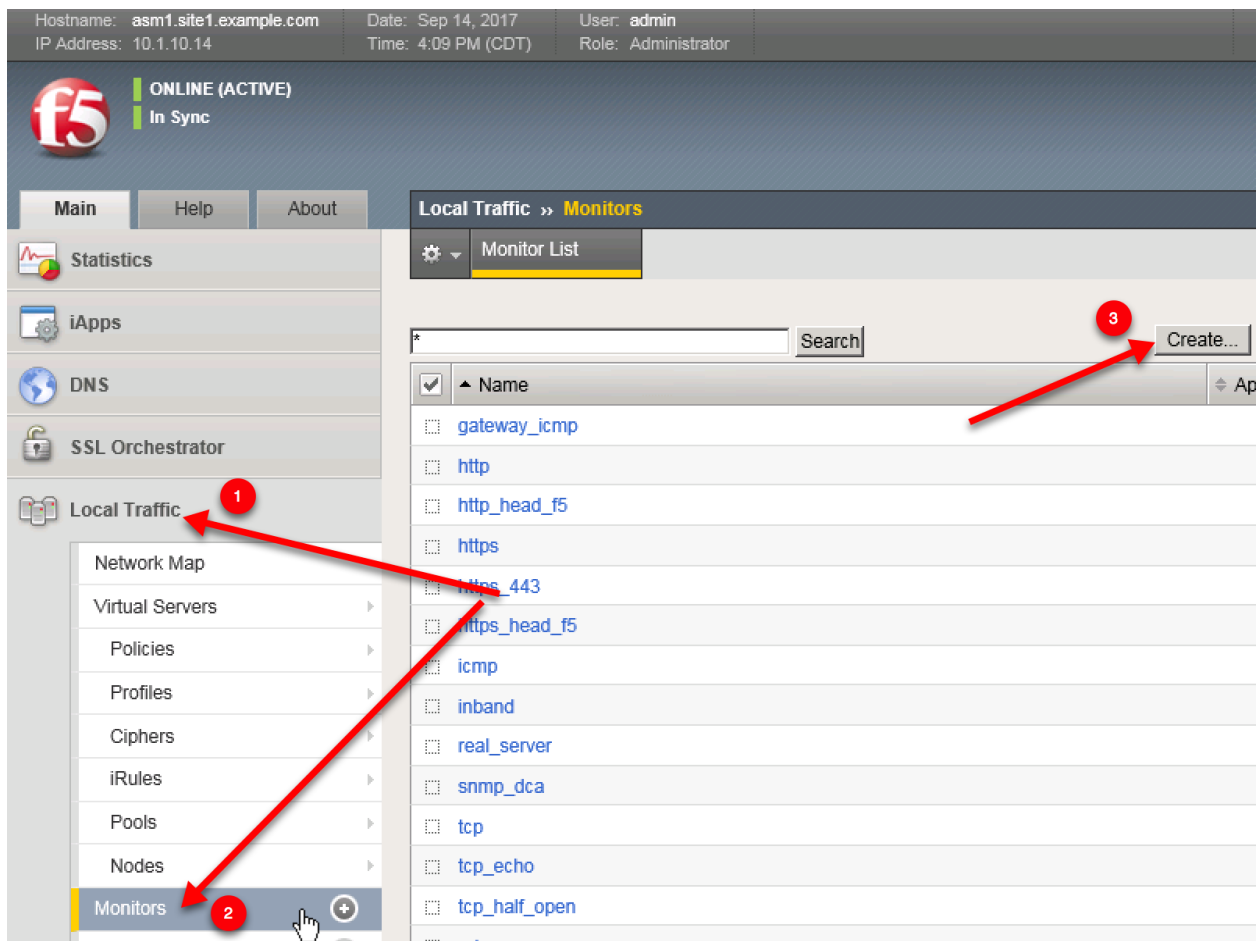 Hostname: asm1.site1.example.com Date: Sep 14, 2017 User: admin
IP Address: 10.1.10.14 Time: 4:09 PM (CDT) Role: Administrator
f5
ONLINE (ACTIVE)
In Sync
Main Help About
Local Traffic » Monitors
Monitor List
Statistics
iApps
DNS
SSL Orchestrator
Local Traffic
1
Network Map
Virtual Servers
Policies
Profiles
Ciphers
iRules
Pools
Nodes
Monitors
2
3
* Search Create...
Name Ap
gateway_icmp
http
http_head_f5
https
https_443
https_head_f5
icmp
inband
real_server
snmp_dca
tcp
tcp_echo
tcp_half_open